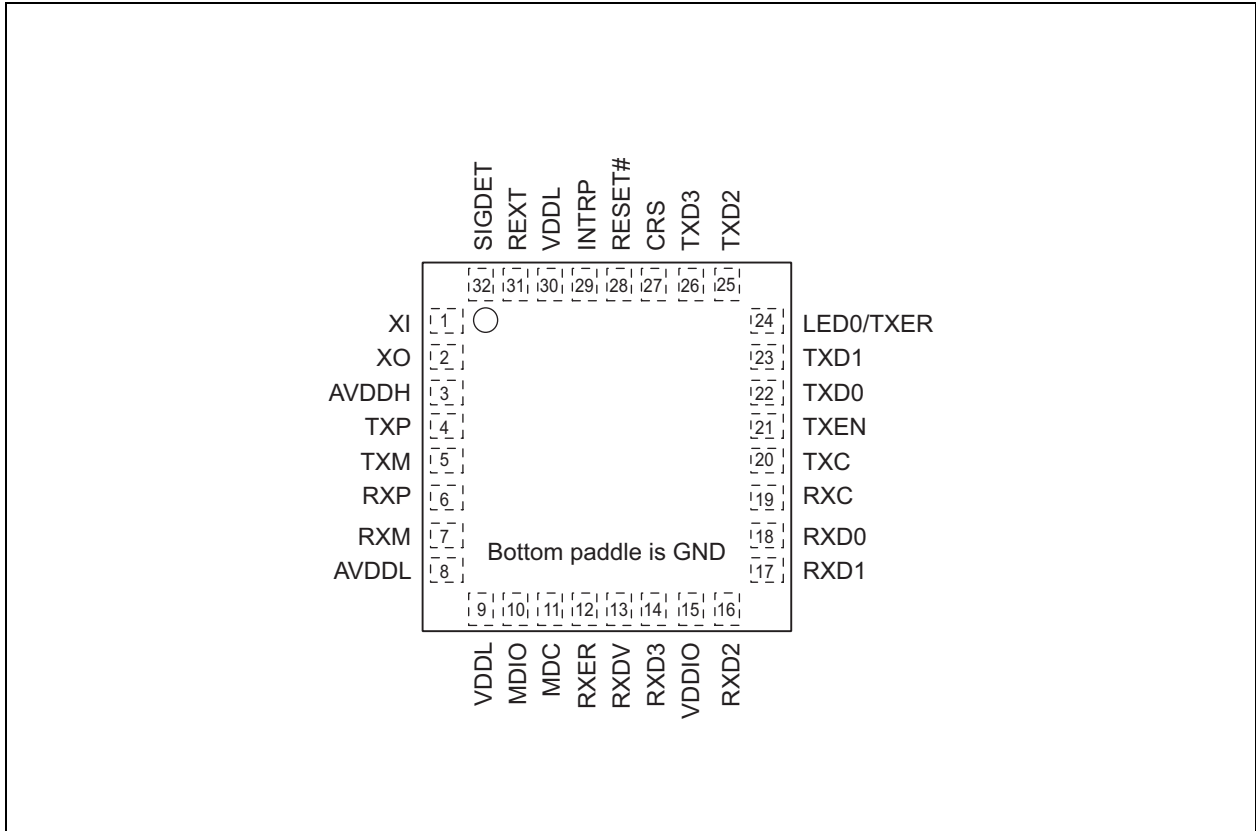 SIGDET
REXT
VDDL
INTRP
RESET#
CRS
TXD3
TXD2
32 31 30 29 28 27 26 25
XI 1 24 LED0/TXER
XO 2 23 TXD1
AVDDH 3 22 TXD0
TXP 4 21 TXEN
TXM 5 20 TXC
RXP 6 19 RXC
RXM 7 18 RXD0
Bottom paddle is GND
AVDDL 8 17 RXD1
9 10 11 12 13 14 15 16
VDDL
MDIO
MDC
RXER
RXDV
RXD3
VDDIO
RXD2